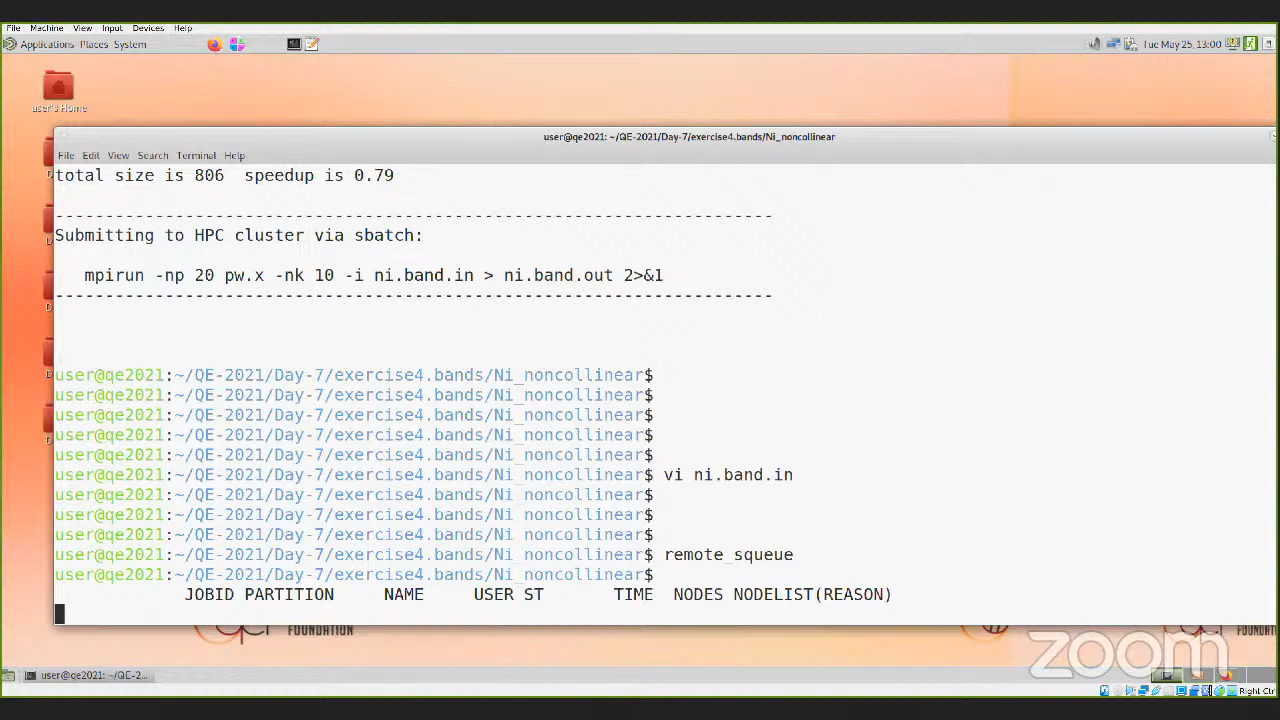 File Machine View Input Devices Help
Applications Places System
Tue May 25, 13:00
user's Home
user@qe2021: ~/QE-2021/Day-7/exercise4.bands/Ni_noncollinear
File Edit View Search Terminal Help
total size is 806 speedup is 0.79
------------------------------------------------------------------------
Submitting to HPC cluster via sbatch:
mpirun -np 20 pw.x -nk 10 -i ni.band.in > ni.band.out 2>&1
------------------------------------------------------------------------
user@qe2021:~/QE-2021/Day-7/exercise4.bands/Ni_noncollinear$
user@qe2021:~/QE-2021/Day-7/exercise4.bands/Ni_noncollinear$
user@qe2021:~/QE-2021/Day-7/exercise4.bands/Ni_noncollinear$
user@qe2021:~/QE-2021/Day-7/exercise4.bands/Ni_noncollinear$
user@qe2021:~/QE-2021/Day-7/exercise4.bands/Ni_noncollinear$
user@qe2021:~/QE-2021/Day-7/exercise4.bands/Ni_noncollinear$ vi ni.band.in
user@qe2021:~/QE-2021/Day-7/exercise4.bands/Ni_noncollinear$
user@qe2021:~/QE-2021/Day-7/exercise4.bands/Ni_noncollinear$
user@qe2021:~/QE-2021/Day-7/exercise4.bands/Ni_noncollinear$
user@qe2021:~/QE-2021/Day-7/exercise4.bands/Ni_noncollinear$ remote_squeue
user@qe2021:~/QE-2021/Day-7/exercise4.bands/Ni_noncollinear$
JOBID PARTITION NAME USER ST TIME NODES NODELIST(REASON)
FOUNDATION
zoom
user@qe2021: ~/QE-2...
Right Ctr